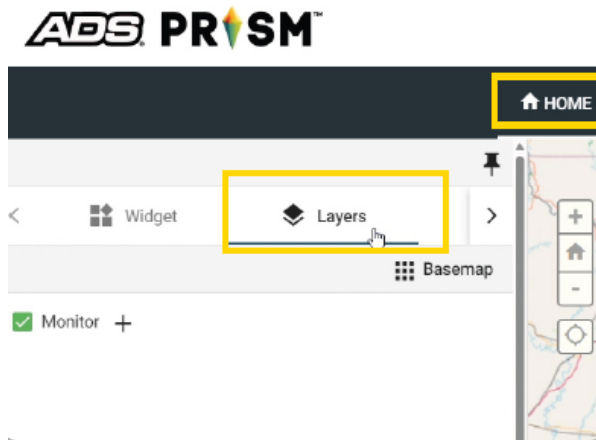 ADS PRISM™
HOME
Widget
Layers
Basemap
Monitor